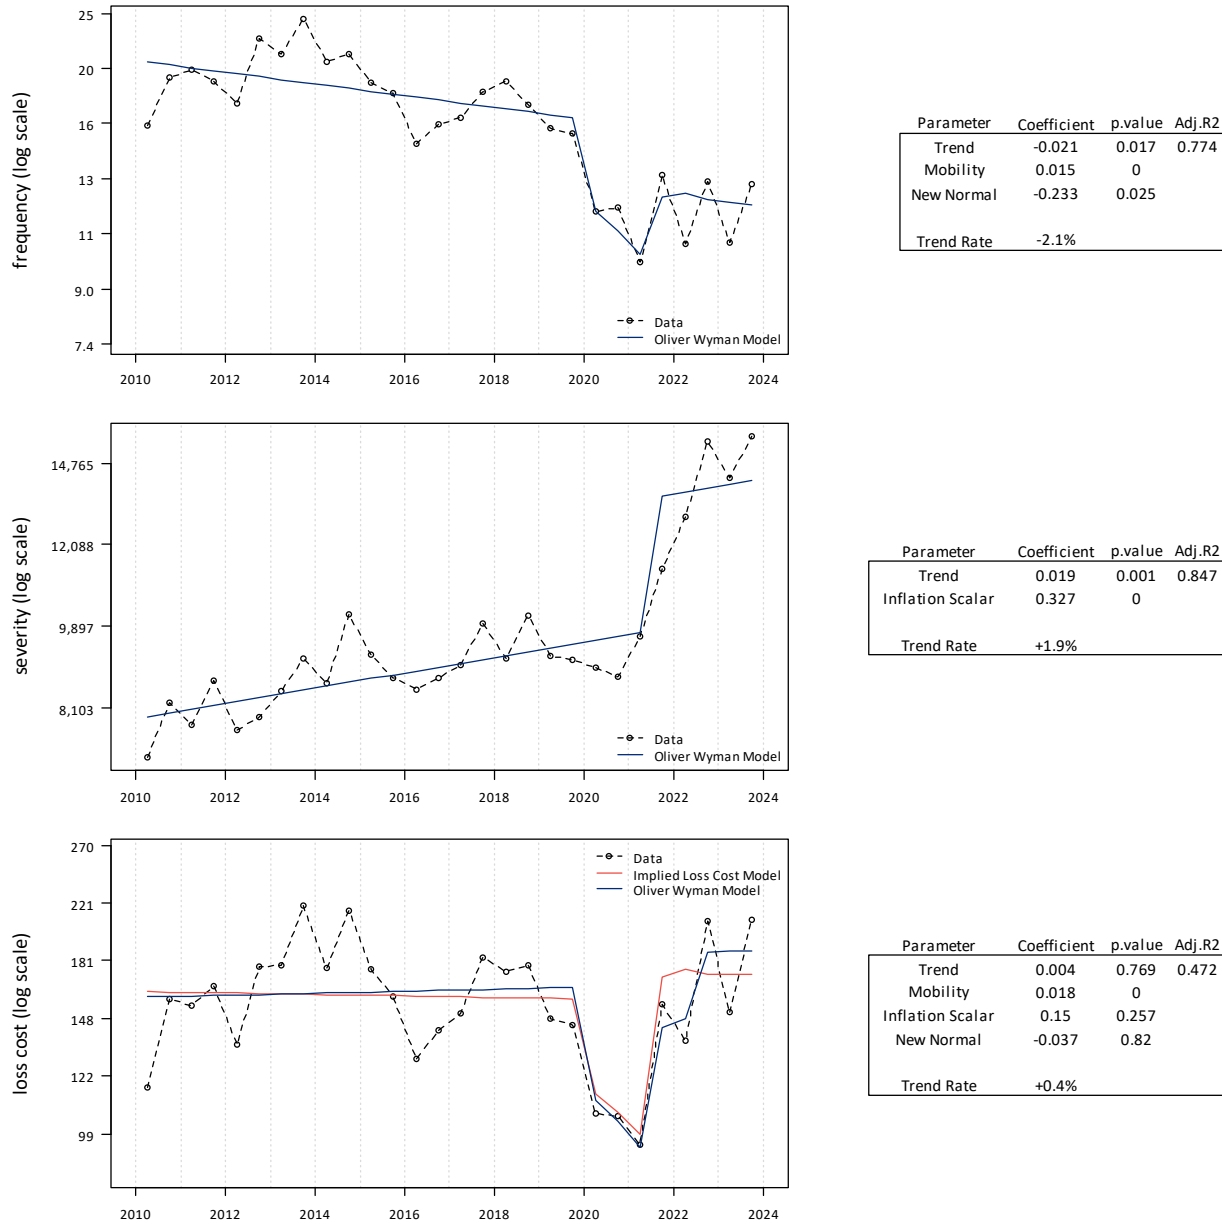 frequency (log scale)
25
20
16
13
11
9.0
7.4
Data
Oliver Wyman Model
2010 2012 2014 2016 2018 2020 2022 2024
Parameter Coefficient p.value Adj.R2
Trend -0.021 0.017 0.774
Mobility 0.015 0
New Normal -0.233 0.025
Trend Rate -2.1%
severity (log scale)
14,765
12,088
9,897
8,103
Data
Oliver Wyman Model
2010 2012 2014 2016 2018 2020 2022 2024
Parameter Coefficient p.value Adj.R2
Trend 0.019 0.001 0.847
Inflation Scalar 0.327 0
Trend Rate +1.9%
loss cost (log scale)
270
221
181
148
122
99
Data
Implied Loss Cost Model
Oliver Wyman Model
2010 2012 2014 2016 2018 2020 2022 2024
Parameter Coefficient p.value Adj.R2
Trend 0.004 0.769 0.472
Mobility 0.018 0
Inflation Scalar 0.15 0.257
New Normal -0.037 0.82
Trend Rate +0.4%